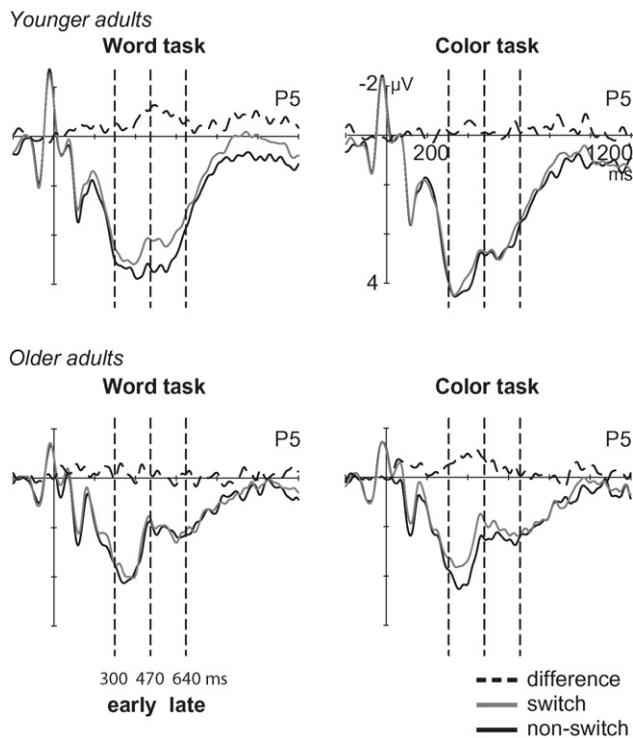 Younger adults
Word task
Color task
P5
-2 µV
P5
200
1200
ms
4
Older adults
Word task
Color task
P5
P5
300 470 640 ms
early late
difference
switch
non-switch